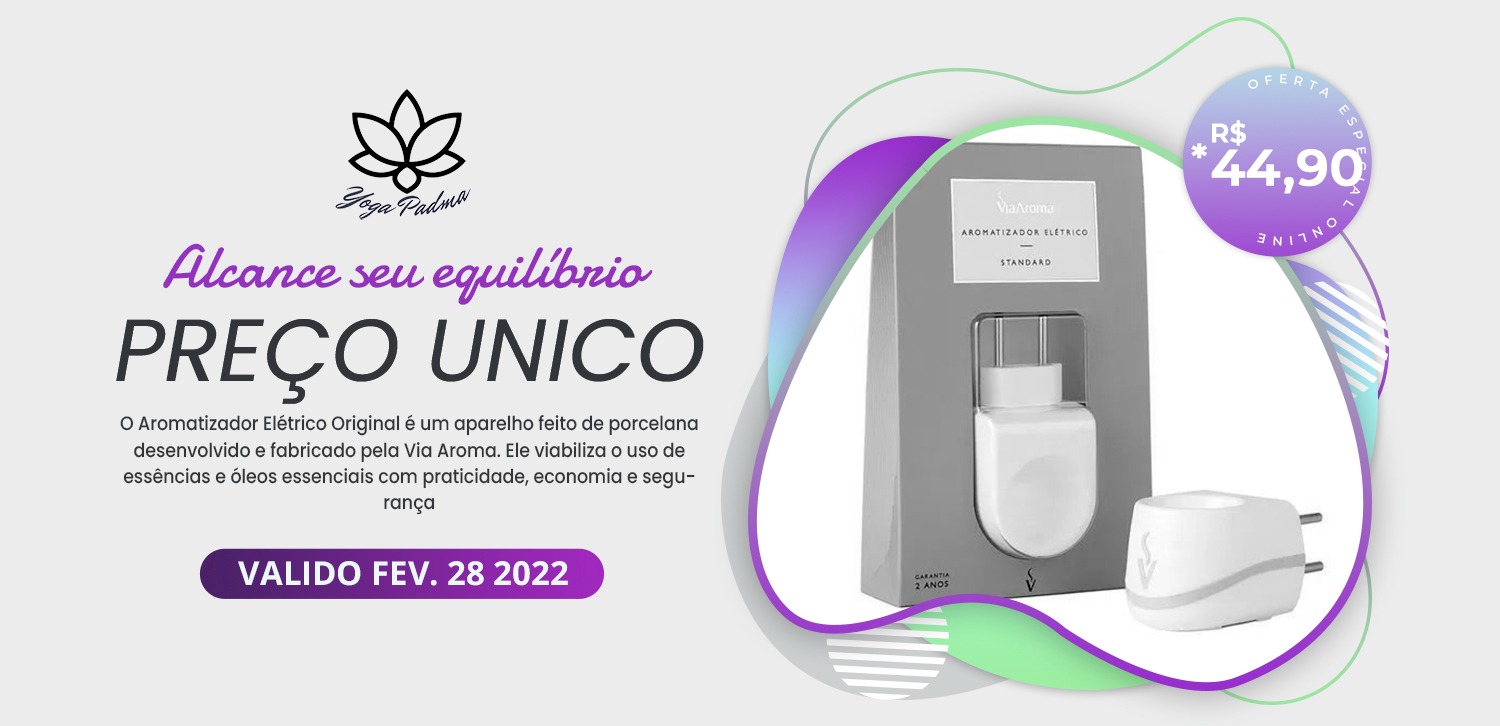 Yoga Padma
Alcance seu equilíbrio
PREÇO UNICO
O Aromatizador Elétrico Original é um aparelho feito de porcelana
desenvolvido e fabricado pela Via Aroma. Ele viabiliza o uso de
essências e óleos essenciais com praticidade, economia e segu-
rança
VALIDO FEV. 28 2022
OFERTA ESPECIAL ONLINE
R$
*44,90
ViaAroma
AROMATIZADOR ELÉTRICO
STANDARD
GARANTIA
2 ANOS